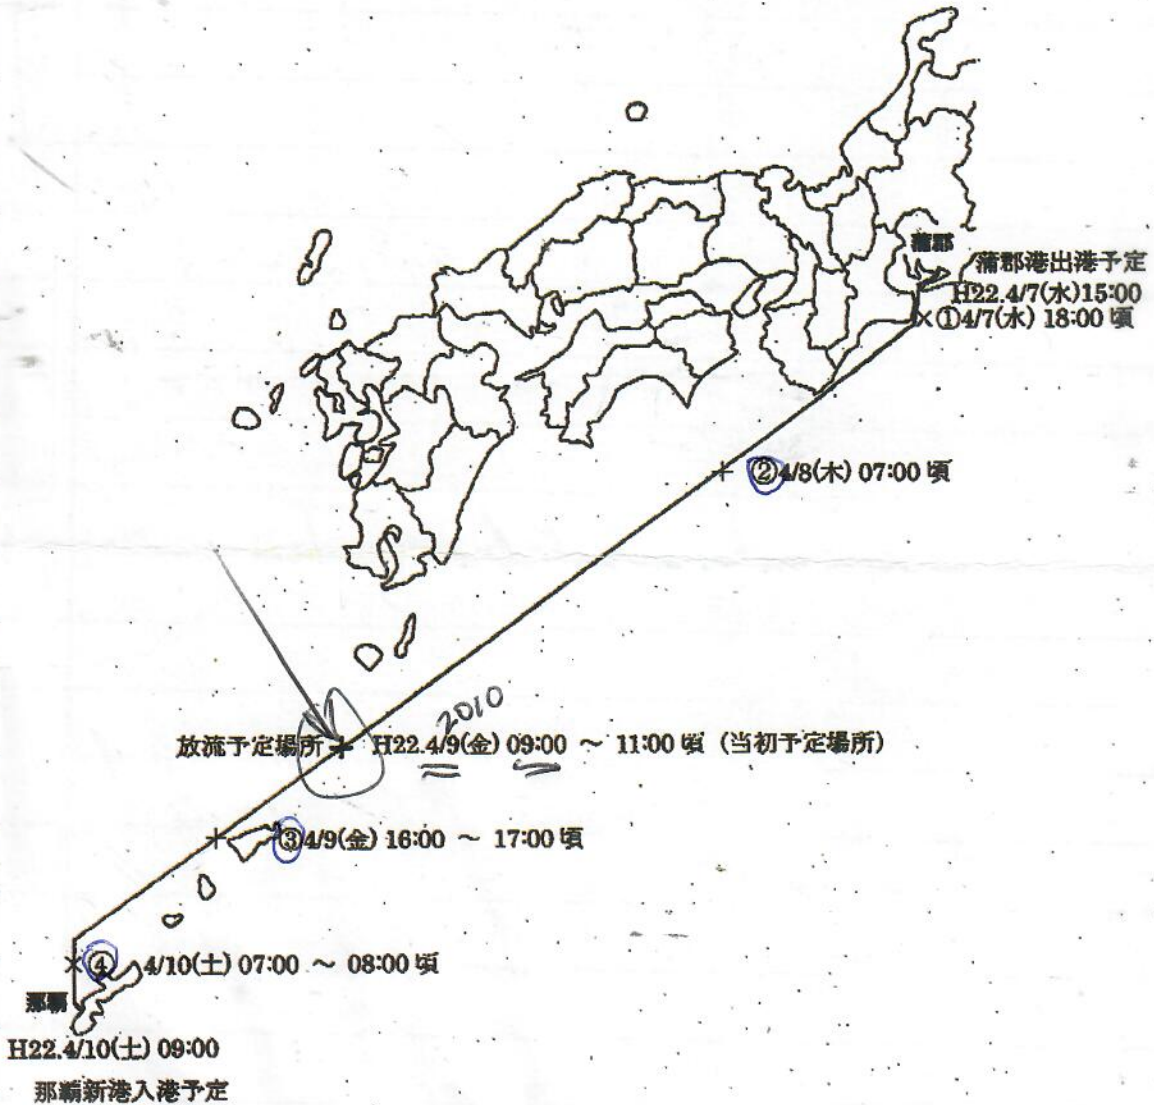 蒲郡
蒲郡港出港予定
H22.4/7(水)15:00
×①4/7(水) 18:00 頃
②4/8(木) 07:00 頃
2010
放流予定場所 H22.4/9(金) 09:00 ～ 11:00 頃 (当初予定場所)
③4/9(金) 16:00 ～ 17:00 頃
×④ 4/10(土) 07:00 ～ 08:00 頃
那覇
H22.4/10(土) 09:00
那覇新港入港予定